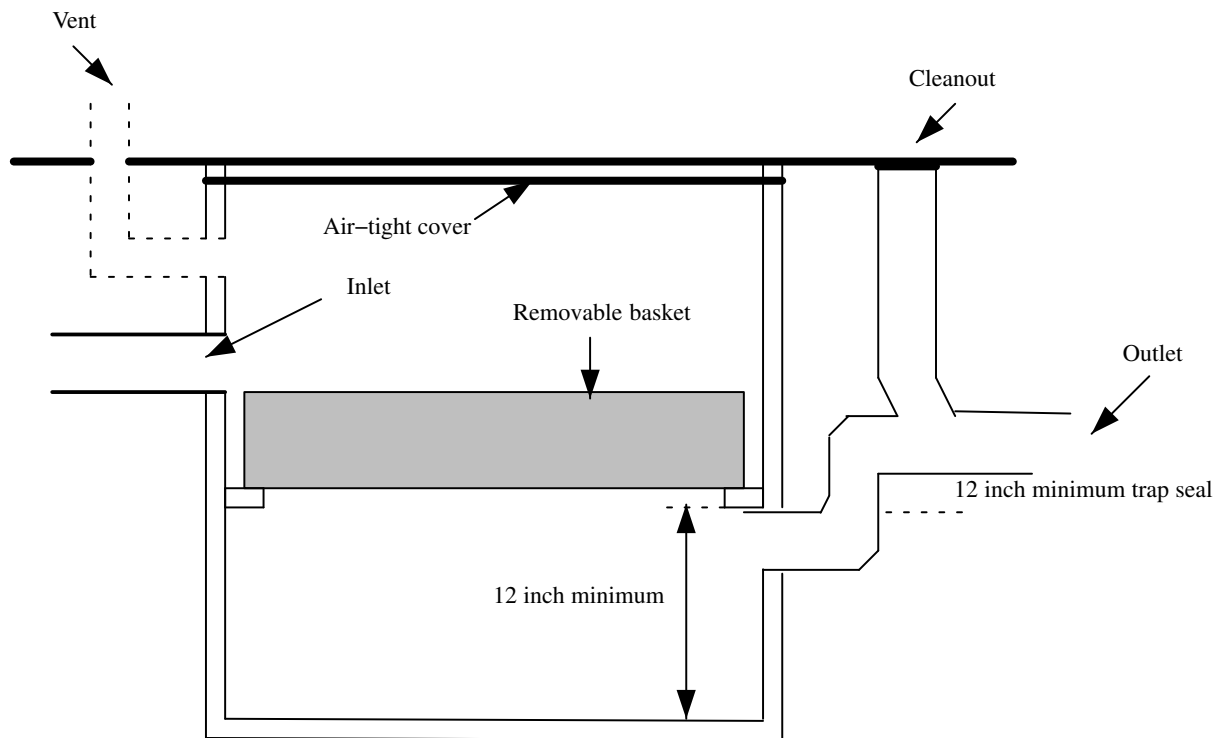 Vent
Cleanout
Air−tight cover
Inlet
Removable basket
Outlet
12 inch minimum trap seal
12 inch minimum